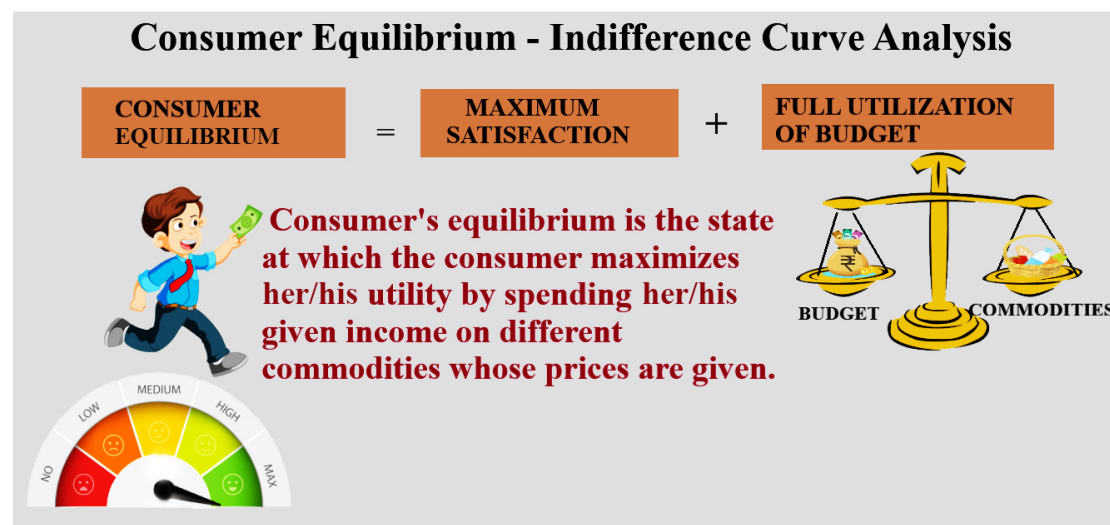 Consumer Equilibrium - Indifference Curve Analysis
CONSUMER
EQUILIBRIUM
=
MAXIMUM
SATISFACTION
+
FULL UTILIZATION
OF BUDGET
Consumer's equilibrium is the state
at which the consumer maximizes
her/his utility by spending her/his
given income on different
commodities whose prices are given.
₹
BUDGET
COMMODITIES
NO
LOW
MEDIUM
HIGH
MAX